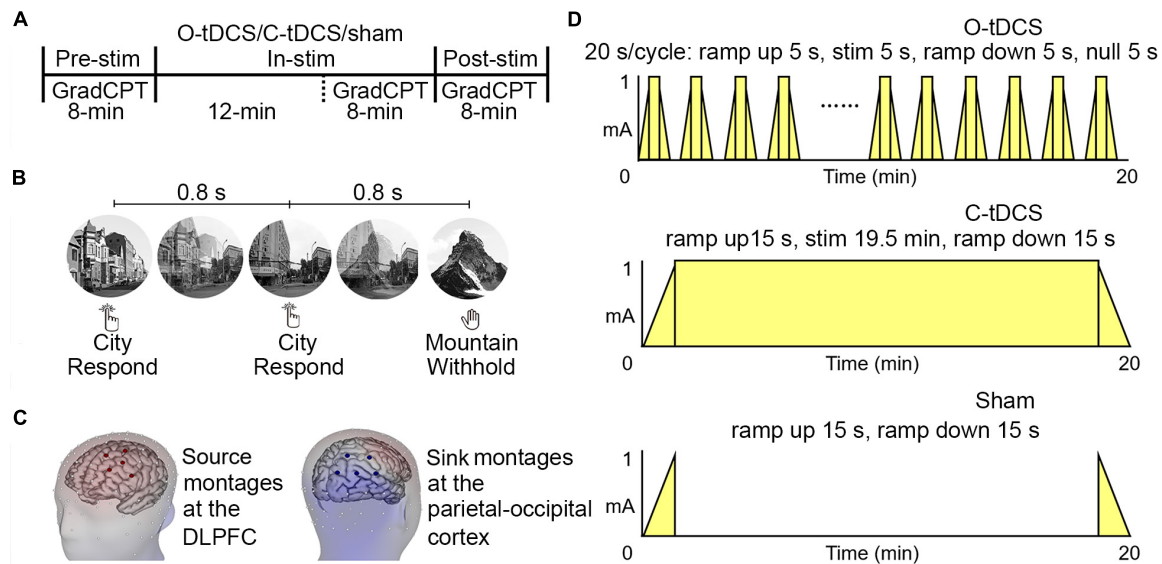 A
O-tDCS/C-tDCS/sham
Pre-stim In-stim Post-stim
GradCPT GradCPT GradCPT
8-min 12-min 8-min 8-min
B
0.8 s 0.8 s
City City Mountain
Respond Respond Withhold
C
Source
montages
at the
DLPFC
Sink montages
at the
parietal-occipital
cortex
D
O-tDCS
20 s/cycle: ramp up 5 s, stim 5 s, ramp down 5 s, null 5 s
1
......
mA
0 Time (min) 20
C-tDCS
ramp up15 s, stim 19.5 min, ramp down 15 s
1
mA
0 Time (min) 20
Sham
ramp up 15 s, ramp down 15 s
1
mA
0 Time (min) 20